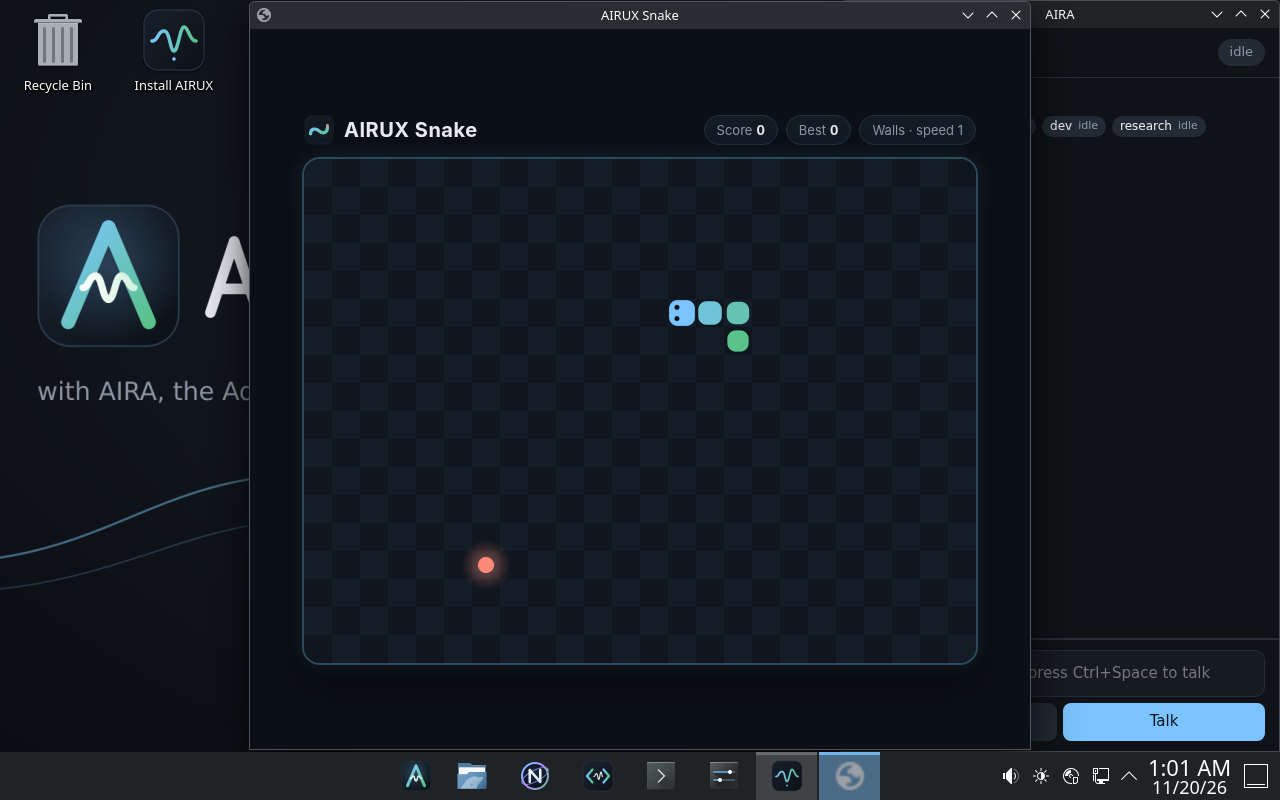 AIRUX Snake
AIRA
Recycle Bin
Install AIRUX
idle
AIRUX Snake
Score 0
Best 0
Walls · speed 1
dev idle
research idle
A
with AIRA, the
press Ctrl+Space to talk
Talk
1:01 AM
11/20/26